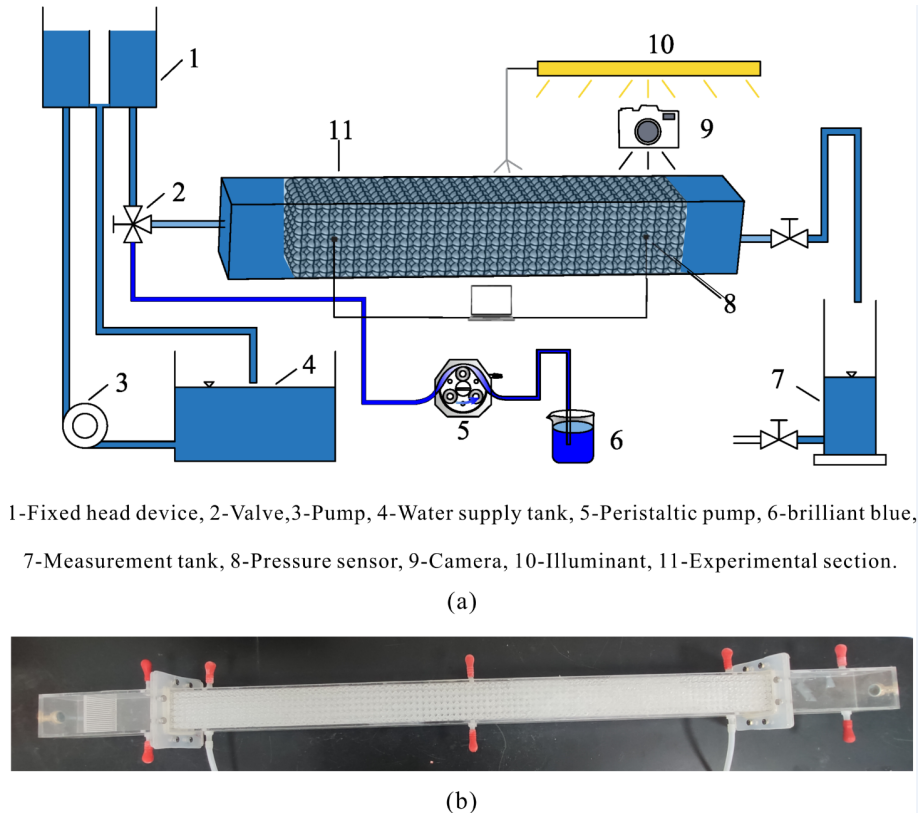 1
10
9
11
2
8
3
4
7
5
6
1-Fixed head device, 2-Valve,3-Pump, 4-Water supply tank, 5-Peristaltic pump, 6-brilliant blue,
7-Measurement tank, 8-Pressure sensor, 9-Camera, 10-Illuminant, 11-Experimental section.
(a)
(b)